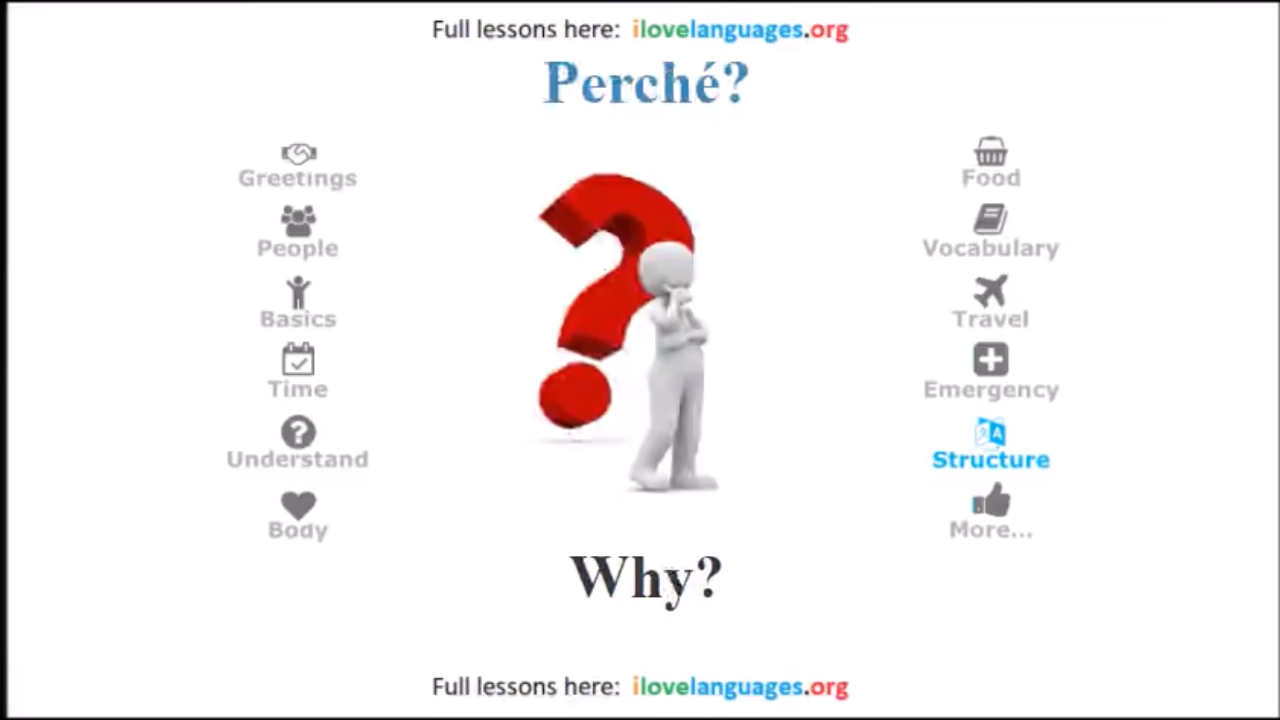 Full lessons here: ilovelanguages.org
Perché?
Greetings
People
Basics
Time
Understand
Body
Food
Vocabulary
Travel
Emergency
Structure
More...
Why?
Full lessons here: ilovelanguages.org